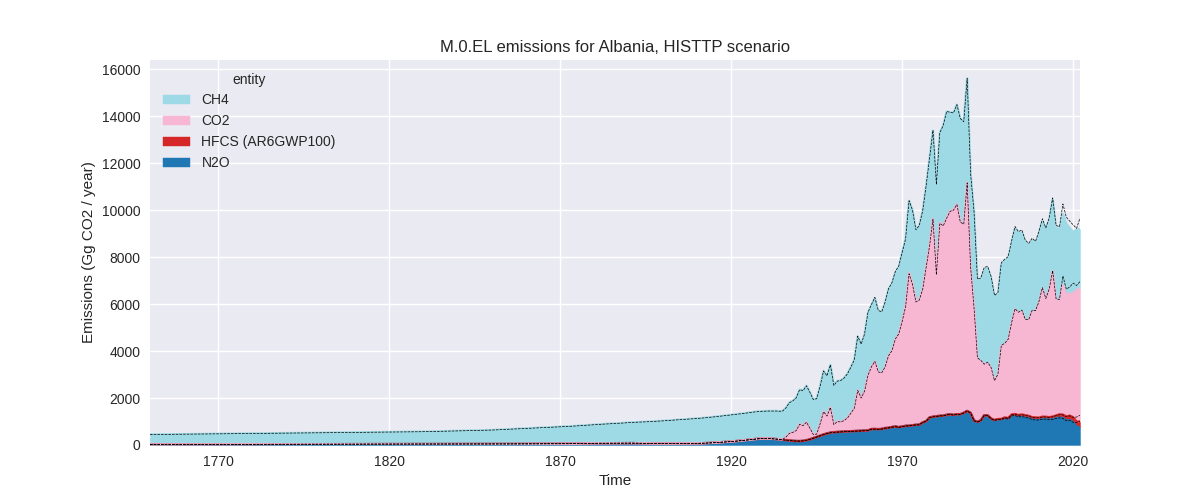 M.0.EL emissions for Albania, HISTTP scenario
16000
14000
12000
10000
8000
6000
4000
2000
0
Emissions (Gg CO2 / year)
entity
CH4
CO2
HFCS (AR6GWP100)
N2O
1770
1820
1870
1920
1970
2020
Time